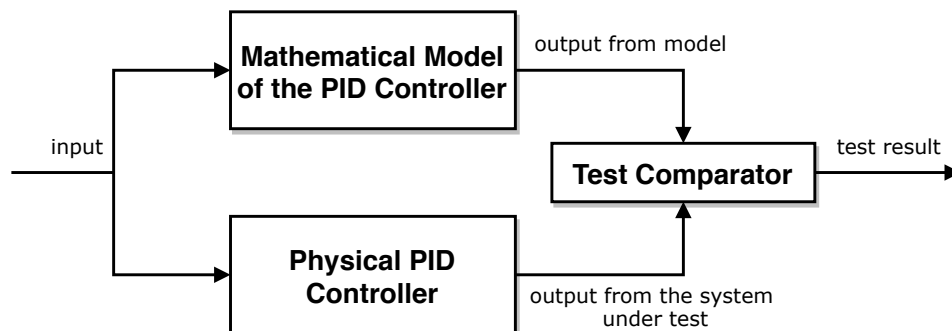 Mathematical Model
of the PID Controller
output from model
input
Test Comparator
test result
Physical PID
Controller
output from the system
under test